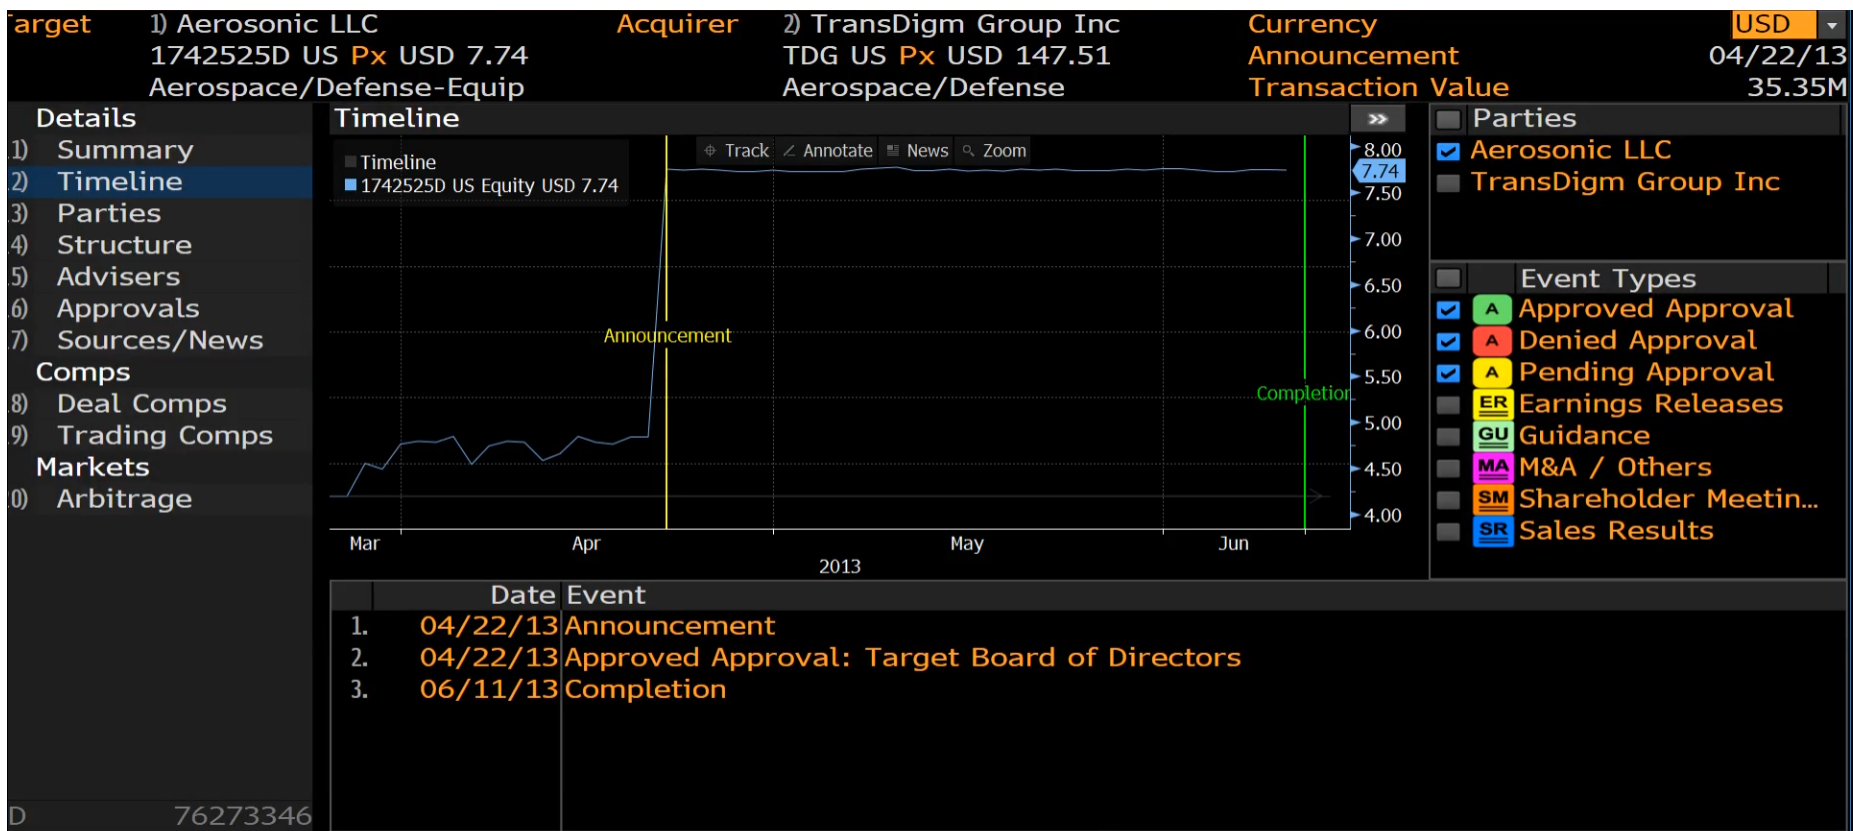 arget 1) Aerosonic LLC Acquirer 2) TransDigm Group Inc Currency USD
1742525D US Px USD 7.74 TDG US Px USD 147.51 Announcement 04/22/13
Aerospace/Defense-Equip Aerospace/Defense Transaction Value 35.35M
Details
1) Summary
2) Timeline
3) Parties
4) Structure
5) Advisers
6) Approvals
7) Sources/News
Comps
8) Deal Comps
9) Trading Comps
Markets
0) Arbitrage
D 76273346
Timeline »
Track Annotate News Zoom
Timeline
1742525D US Equity USD 7.74
Announcement
Completion
8.00
7.74
7.50
7.00
6.50
6.00
5.50
5.00
4.50
4.00
Mar Apr May Jun
2013
Parties
Aerosonic LLC
TransDigm Group Inc
Event Types
A Approved Approval
A Denied Approval
A Pending Approval
ER Earnings Releases
GU Guidance
MA M&A / Others
SM Shareholder Meetin...
SR Sales Results
Date Event
1. 04/22/13 Announcement
2. 04/22/13 Approved Approval: Target Board of Directors
3. 06/11/13 Completion